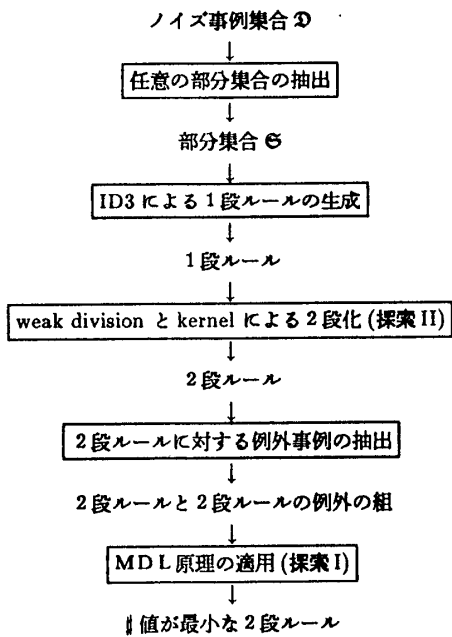 ノイズ事例集合 𝔇
↓
任意の部分集合の抽出
↓
部分集合 𝔖
↓
ID3 による 1 段ルールの生成
↓
1 段ルール
↓
weak division と kernel による 2 段化 (探索 II)
↓
2 段ルール
↓
2 段ルールに対する例外事例の抽出
↓
2 段ルールと 2 段ルールの例外の組
↓
MDL 原理の適用 (探索 I)
↓
値が最小な 2 段ルール